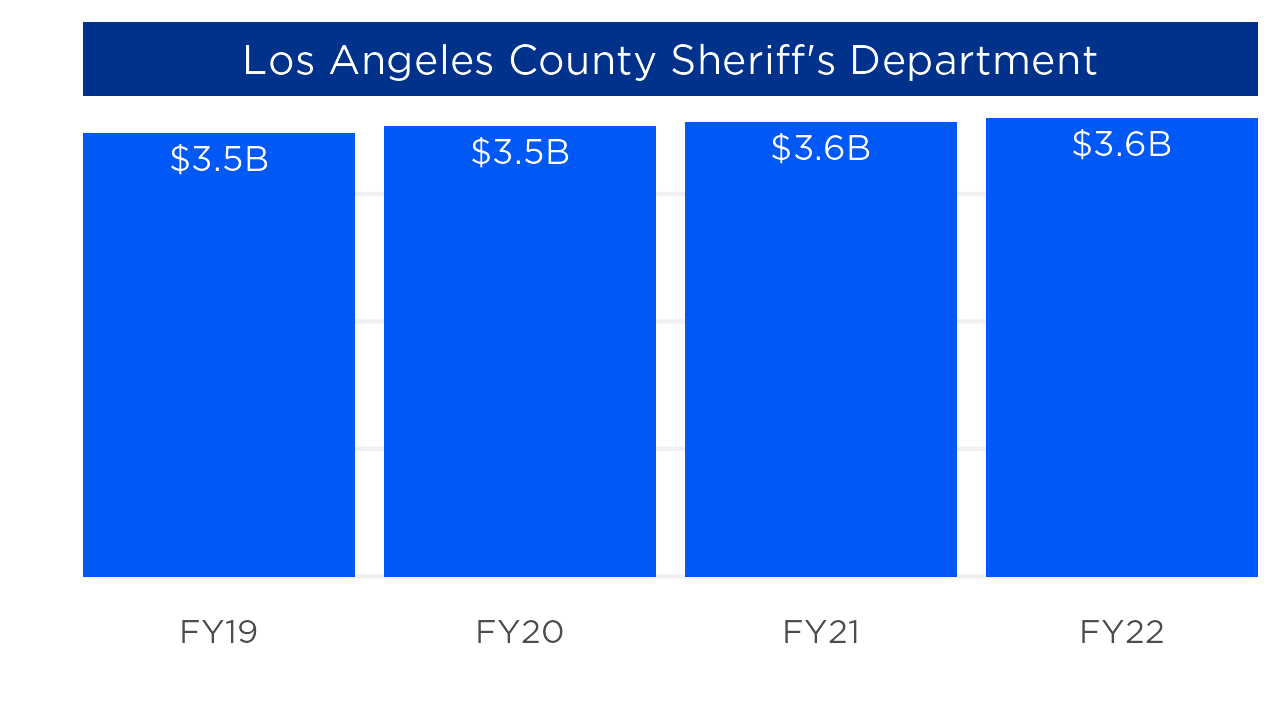 Los Angeles County Sheriff's Department
$3.5B
$3.5B
$3.6B
$3.6B
FY19
FY20
FY21
FY22